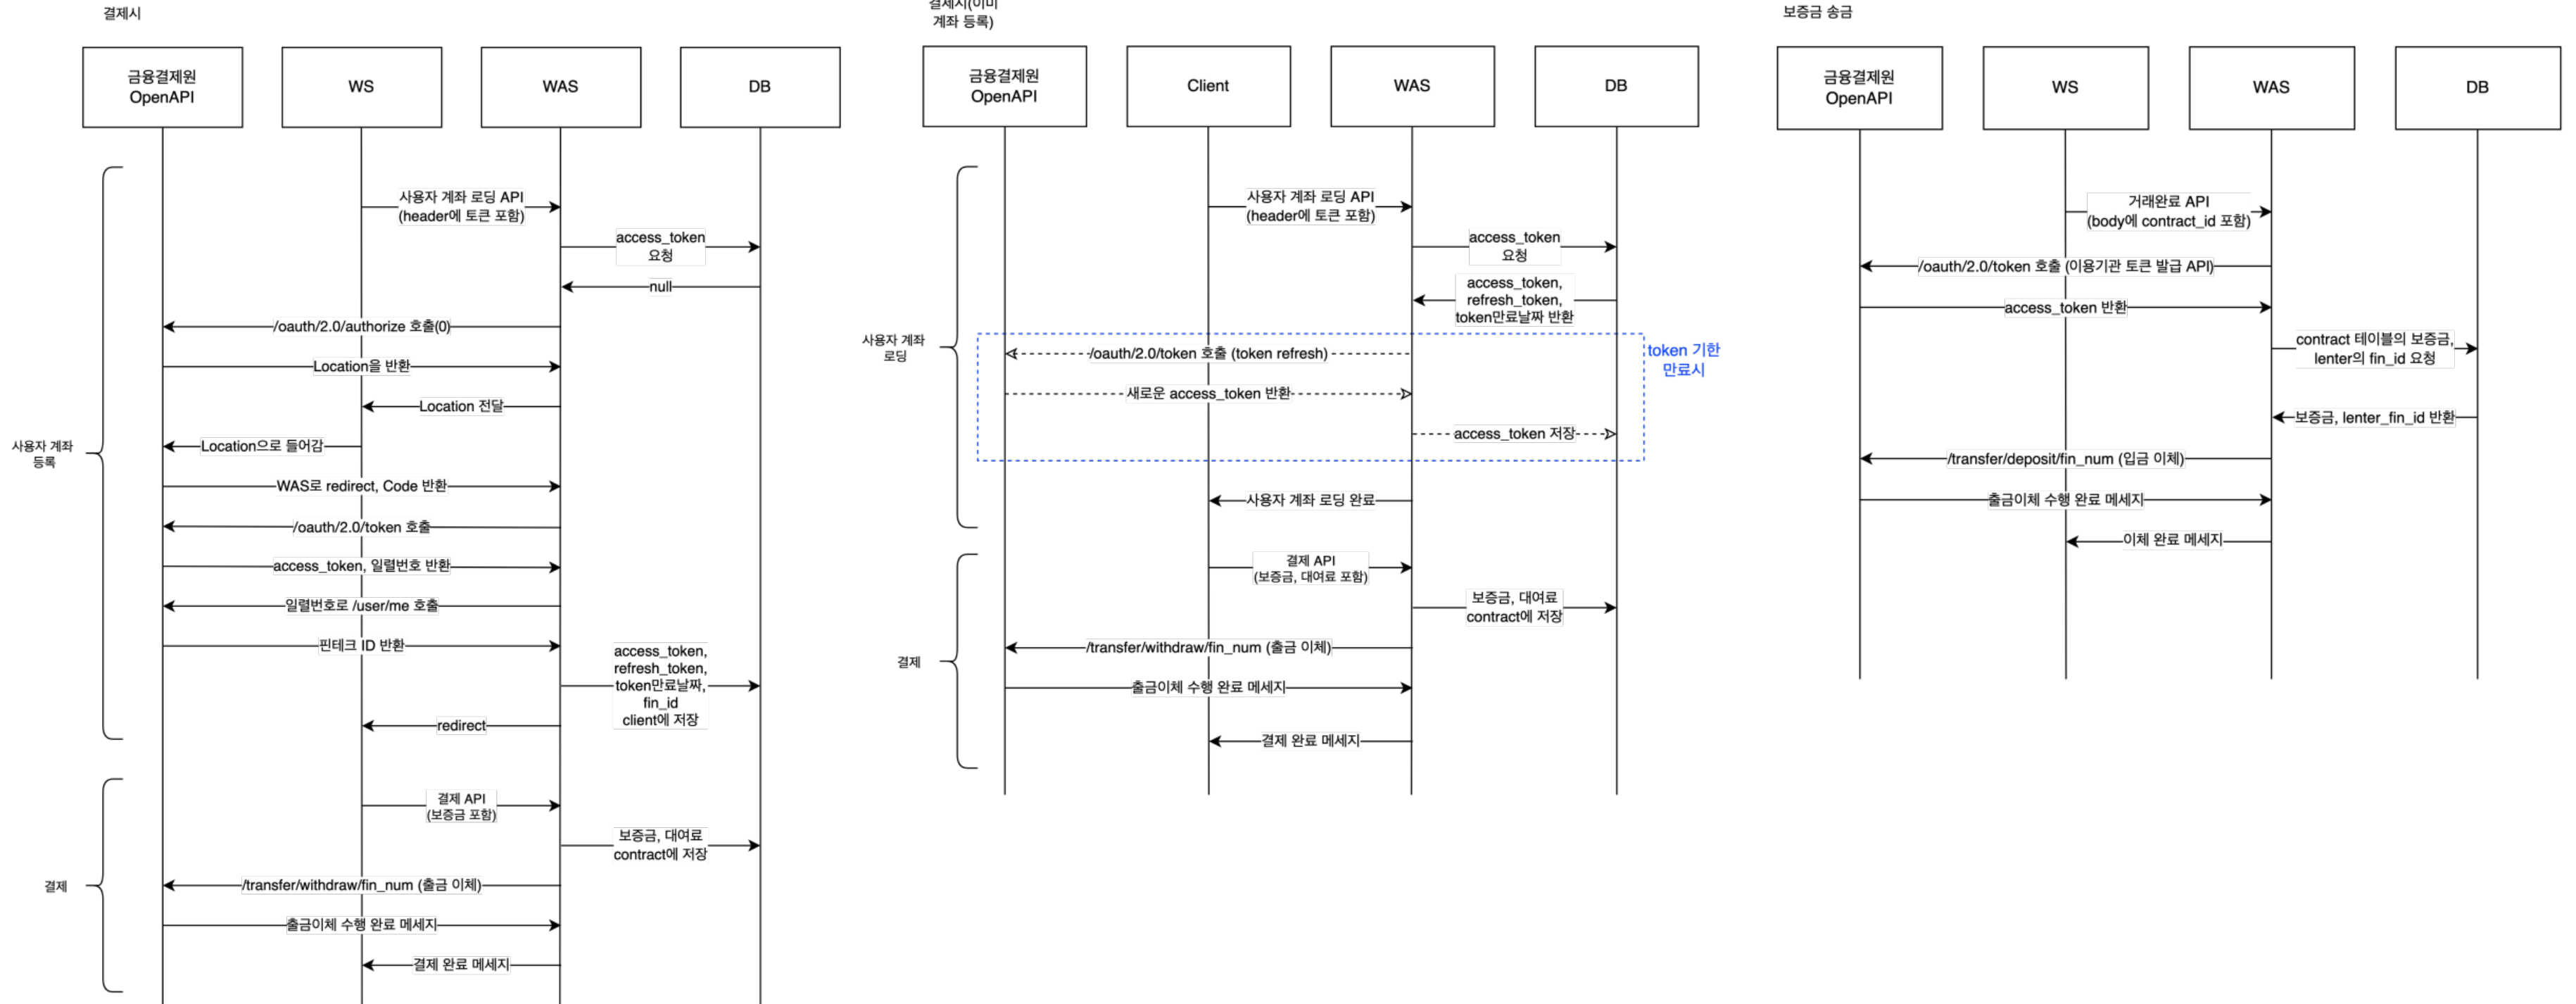 결제시
금융결제원
OpenAPI
WS
WAS
DB
사용자 계좌 로딩 API
(header에 토큰 포함)
access_token
요청
null
/oauth/2.0/authorize 호출(0)
Location을 반환
Location 전달
Location으로 들어감
WAS로 redirect, Code 반환
/oauth/2.0/token 호출
access_token, 일렬번호 반환
일렬번호로 /user/me 호출
핀테크 ID 반환
access_token,
refresh_token,
token만료날짜,
fin_id
client에 저장
redirect
사용자 계좌
등록
결제 API
(보증금 포함)
보증금, 대여료
contract에 저장
/transfer/withdraw/fin_num (출금 이체)
출금이체 수행 완료 메세지
결제 완료 메세지
결제
결제시(이미
계좌 등록)
금융결제원
OpenAPI
Client
WAS
DB
사용자 계좌 로딩 API
(header에 토큰 포함)
access_token
요청
access_token,
refresh_token,
token만료날짜 반환
/oauth/2.0/token 호출 (token refresh)
새로운 access_token 반환
access_token 저장
token 기한
만료시
사용자 계좌 로딩 완료
사용자 계좌
로딩
결제 API
(보증금, 대여료 포함)
보증금, 대여료
contract에 저장
/transfer/withdraw/fin_num (출금 이체)
출금이체 수행 완료 메세지
결제 완료 메세지
결제
보증금 송금
금융결제원
OpenAPI
WS
WAS
DB
거래완료 API
(body에 contract_id 포함)
/oauth/2.0/token 호출 (이용기관 토큰 발급 API)
access_token 반환
contract 테이블의 보증금,
lenter의 fin_id 요청
보증금, lenter_fin_id 반환
/transfer/deposit/fin_num (입금 이체)
출금이체 수행 완료 메세지
이체 완료 메세지